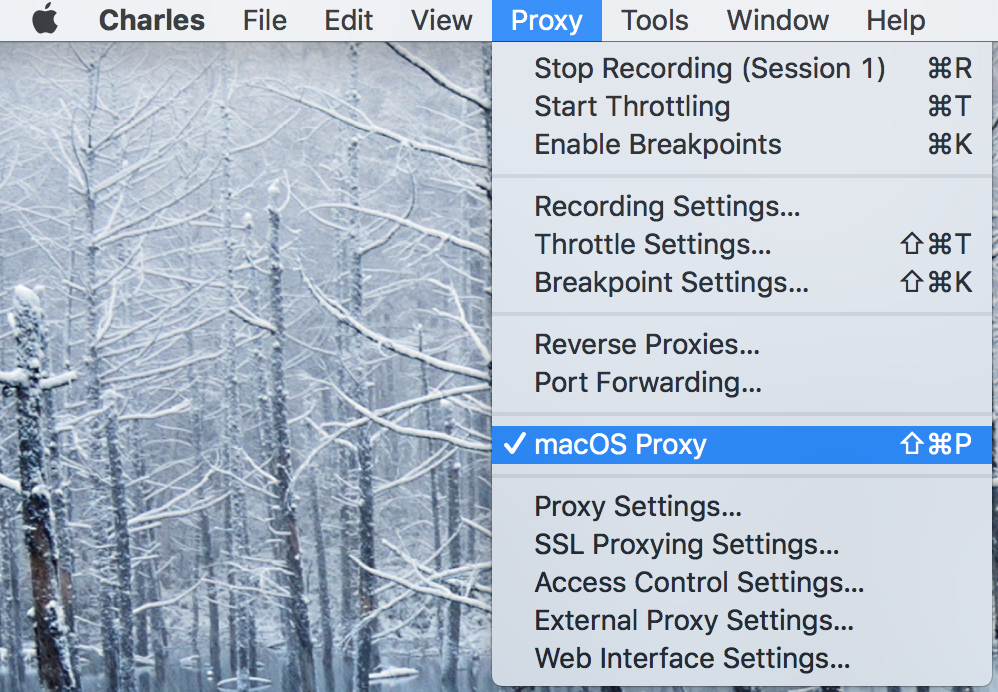 Charles File Edit View Proxy Tools Window Help
Stop Recording (Session 1) ⌘R
Start Throttling ⌘T
Enable Breakpoints ⌘K
Recording Settings...
Throttle Settings... ⇧⌘T
Breakpoint Settings... ⇧⌘K
Reverse Proxies...
Port Forwarding...
✓ macOS Proxy ⇧⌘P
Proxy Settings...
SSL Proxying Settings...
Access Control Settings...
External Proxy Settings...
Web Interface Settings...